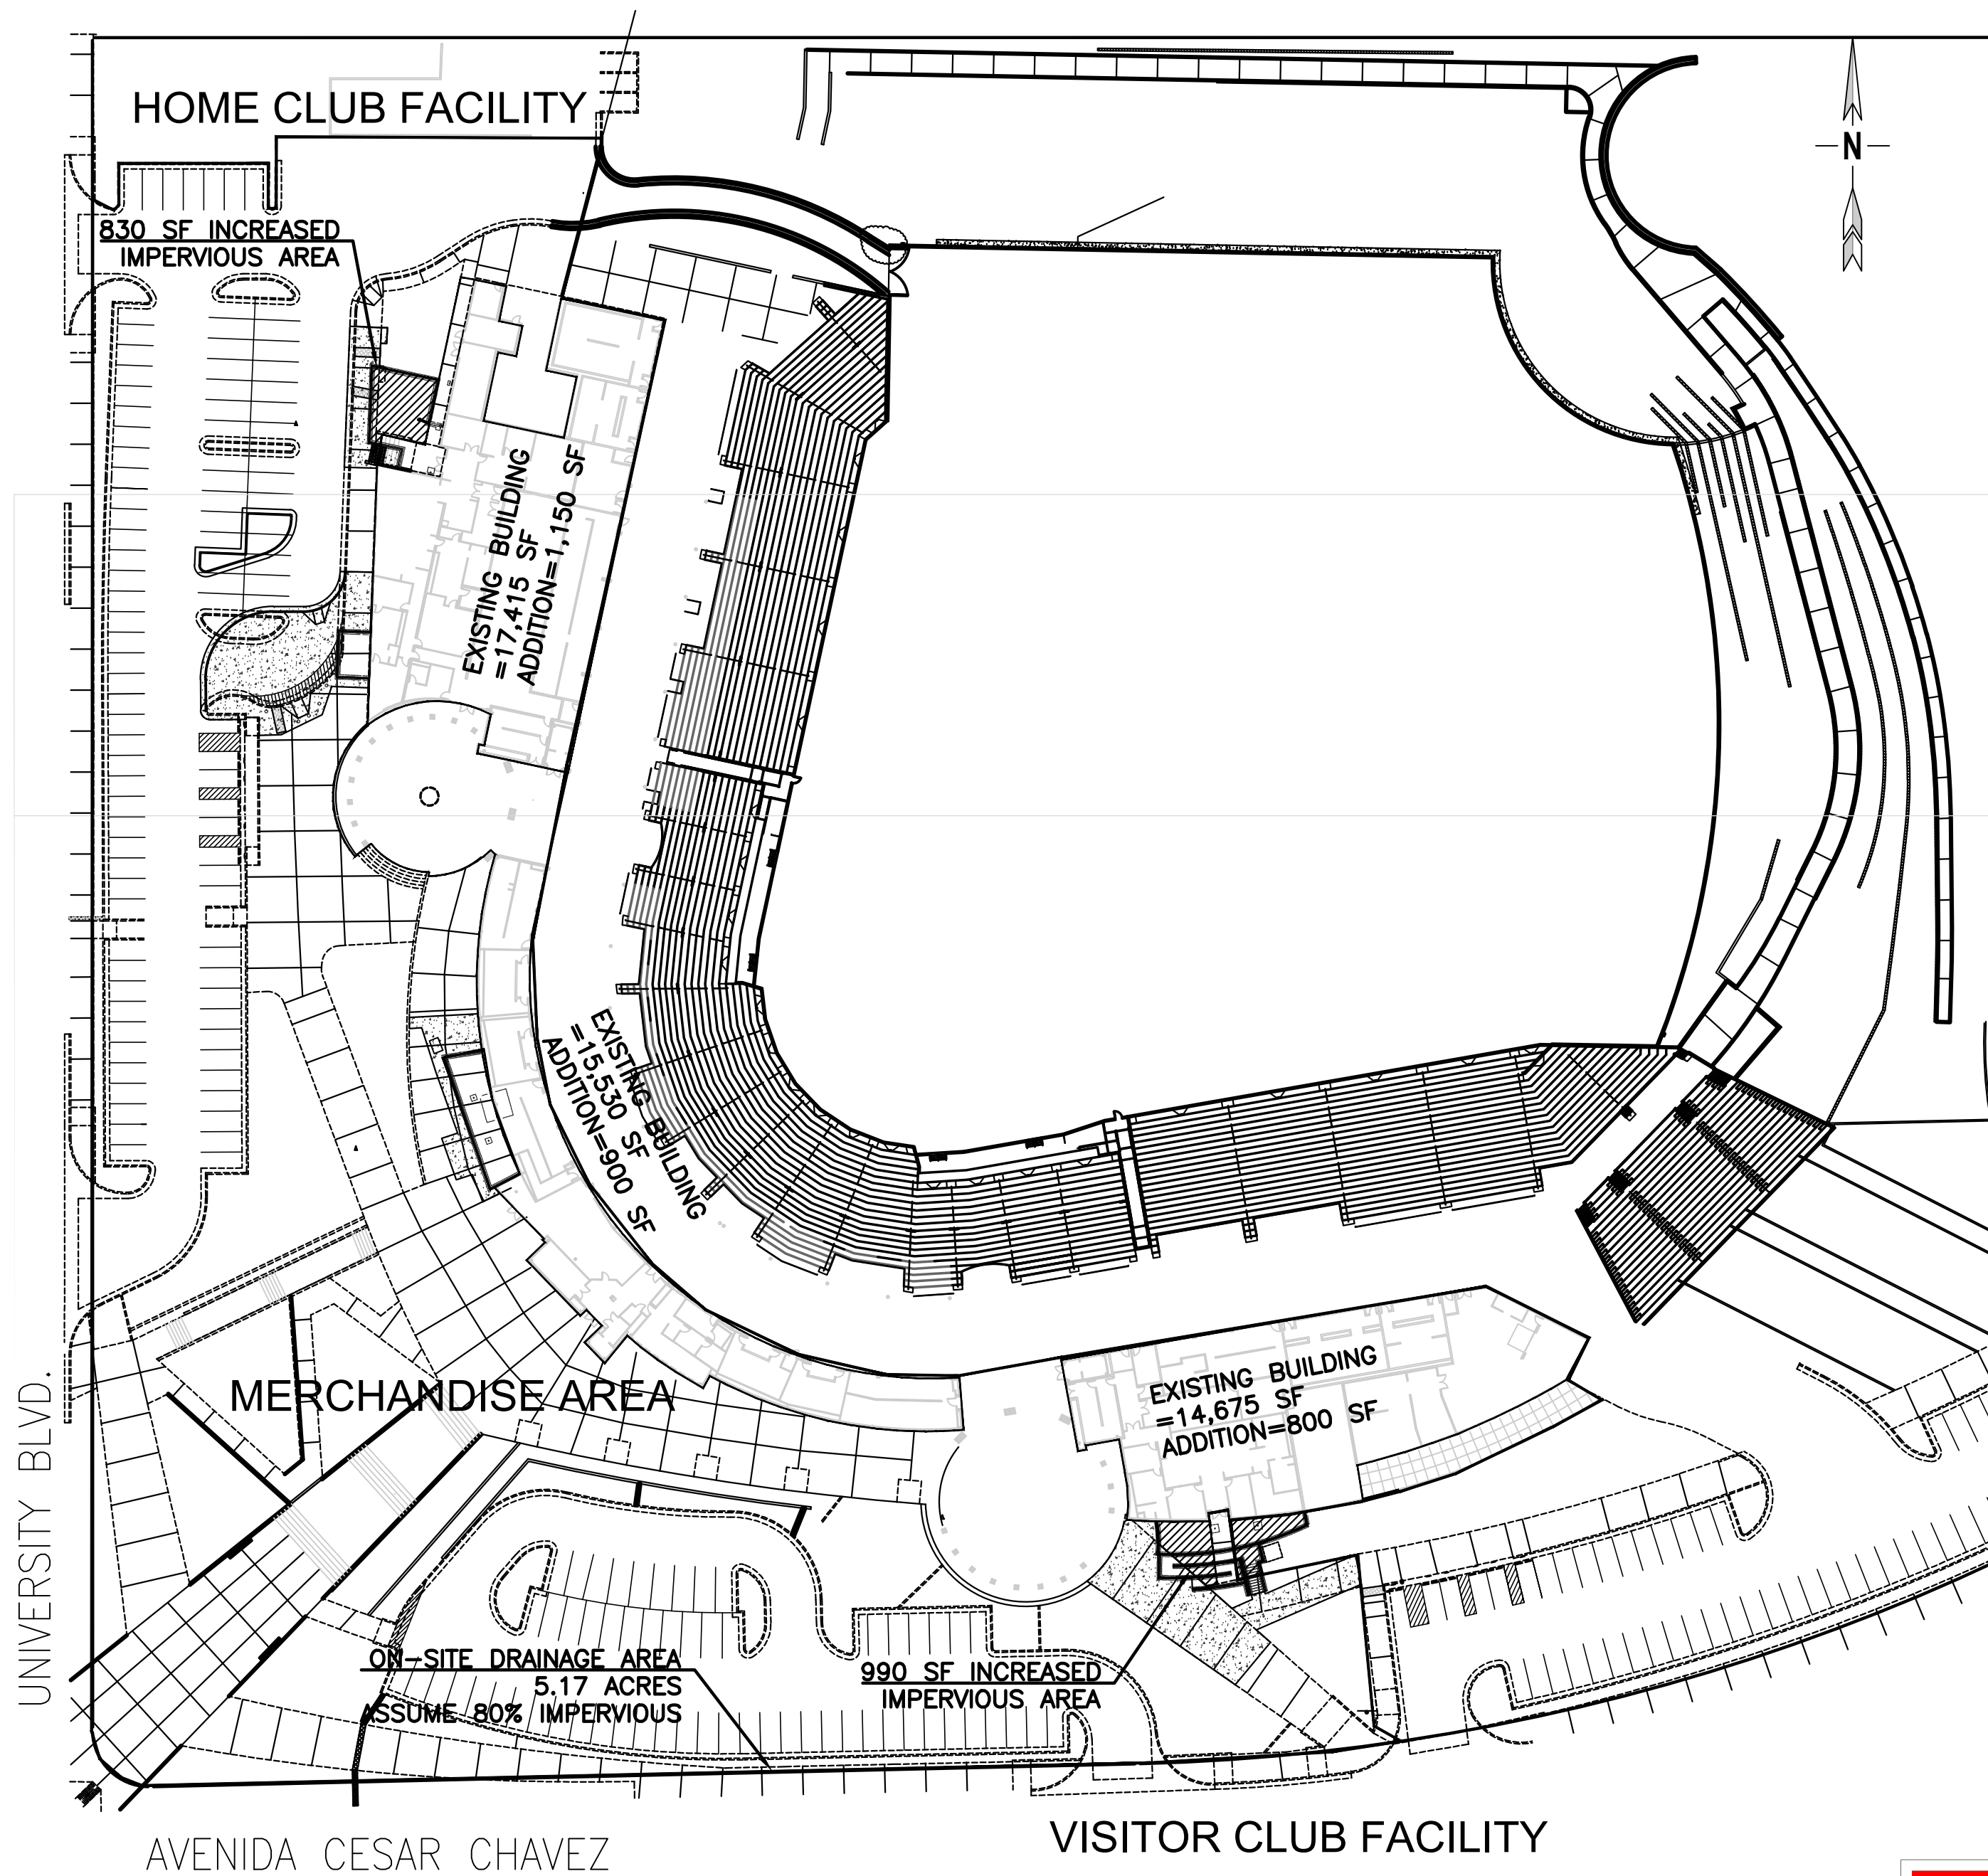 HOME CLUB FACILITY
N
830 SF INCREASED
IMPERVIOUS AREA
EXISTING BUILDING
=17,415 SF
ADDITION=1,150 SF
EXISTING BUILDING
=15,530 SF
ADDITION=900 SF
EXISTING BUILDING
=14,675 SF
ADDITION=800 SF
MERCHANDISE AREA
UNIVERSITY BLVD.
ON-SITE DRAINAGE AREA
5.17 ACRES
ASSUME 80% IMPERVIOUS
990 SF INCREASED
IMPERVIOUS AREA
VISITOR CLUB FACILITY
AVENIDA CESAR CHAVEZ